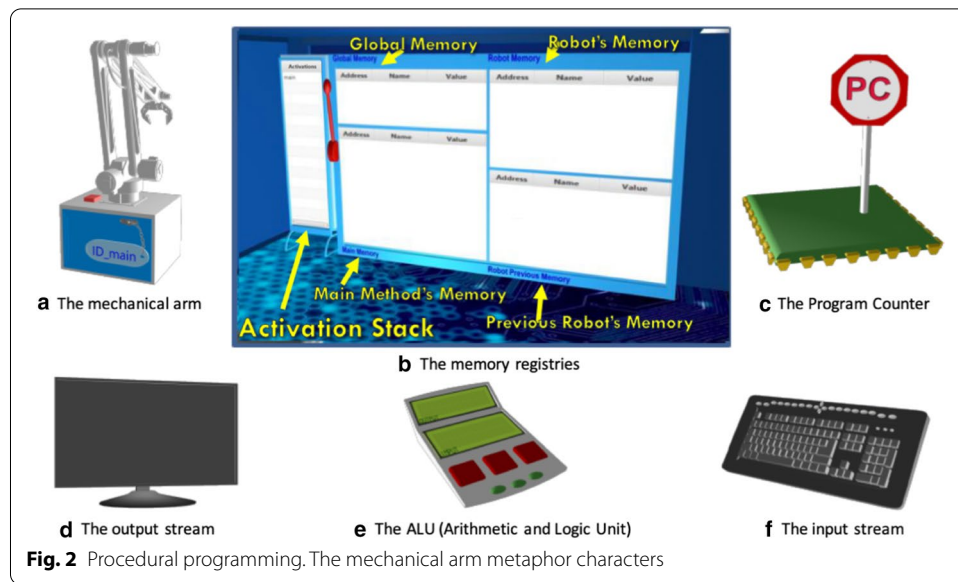 Global Memory
Robot's Memory
Global Memory
Robot Memory
Activations
main
Address Name Value
Address Name Value
Address Name Value
Address Name Value
Main Memory
Robot Previous Memory
Main Method's Memory
Previous Robot's Memory
Activation Stack
ID_main
PC
a The mechanical arm
b The memory registries
c The Program Counter
d The output stream
e The ALU (Arithmetic and Logic Unit)
f The input stream
Fig. 2 Procedural programming. The mechanical arm metaphor characters